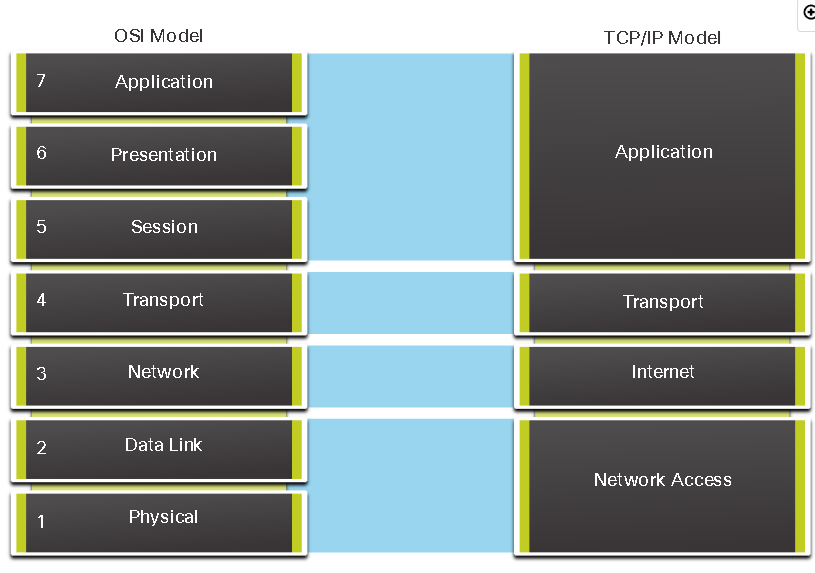 OSI Model
TCP/IP Model
7 Application
6 Presentation
5 Session
Application
4 Transport
Transport
3 Network
Internet
2 Data Link
1 Physical
Network Access